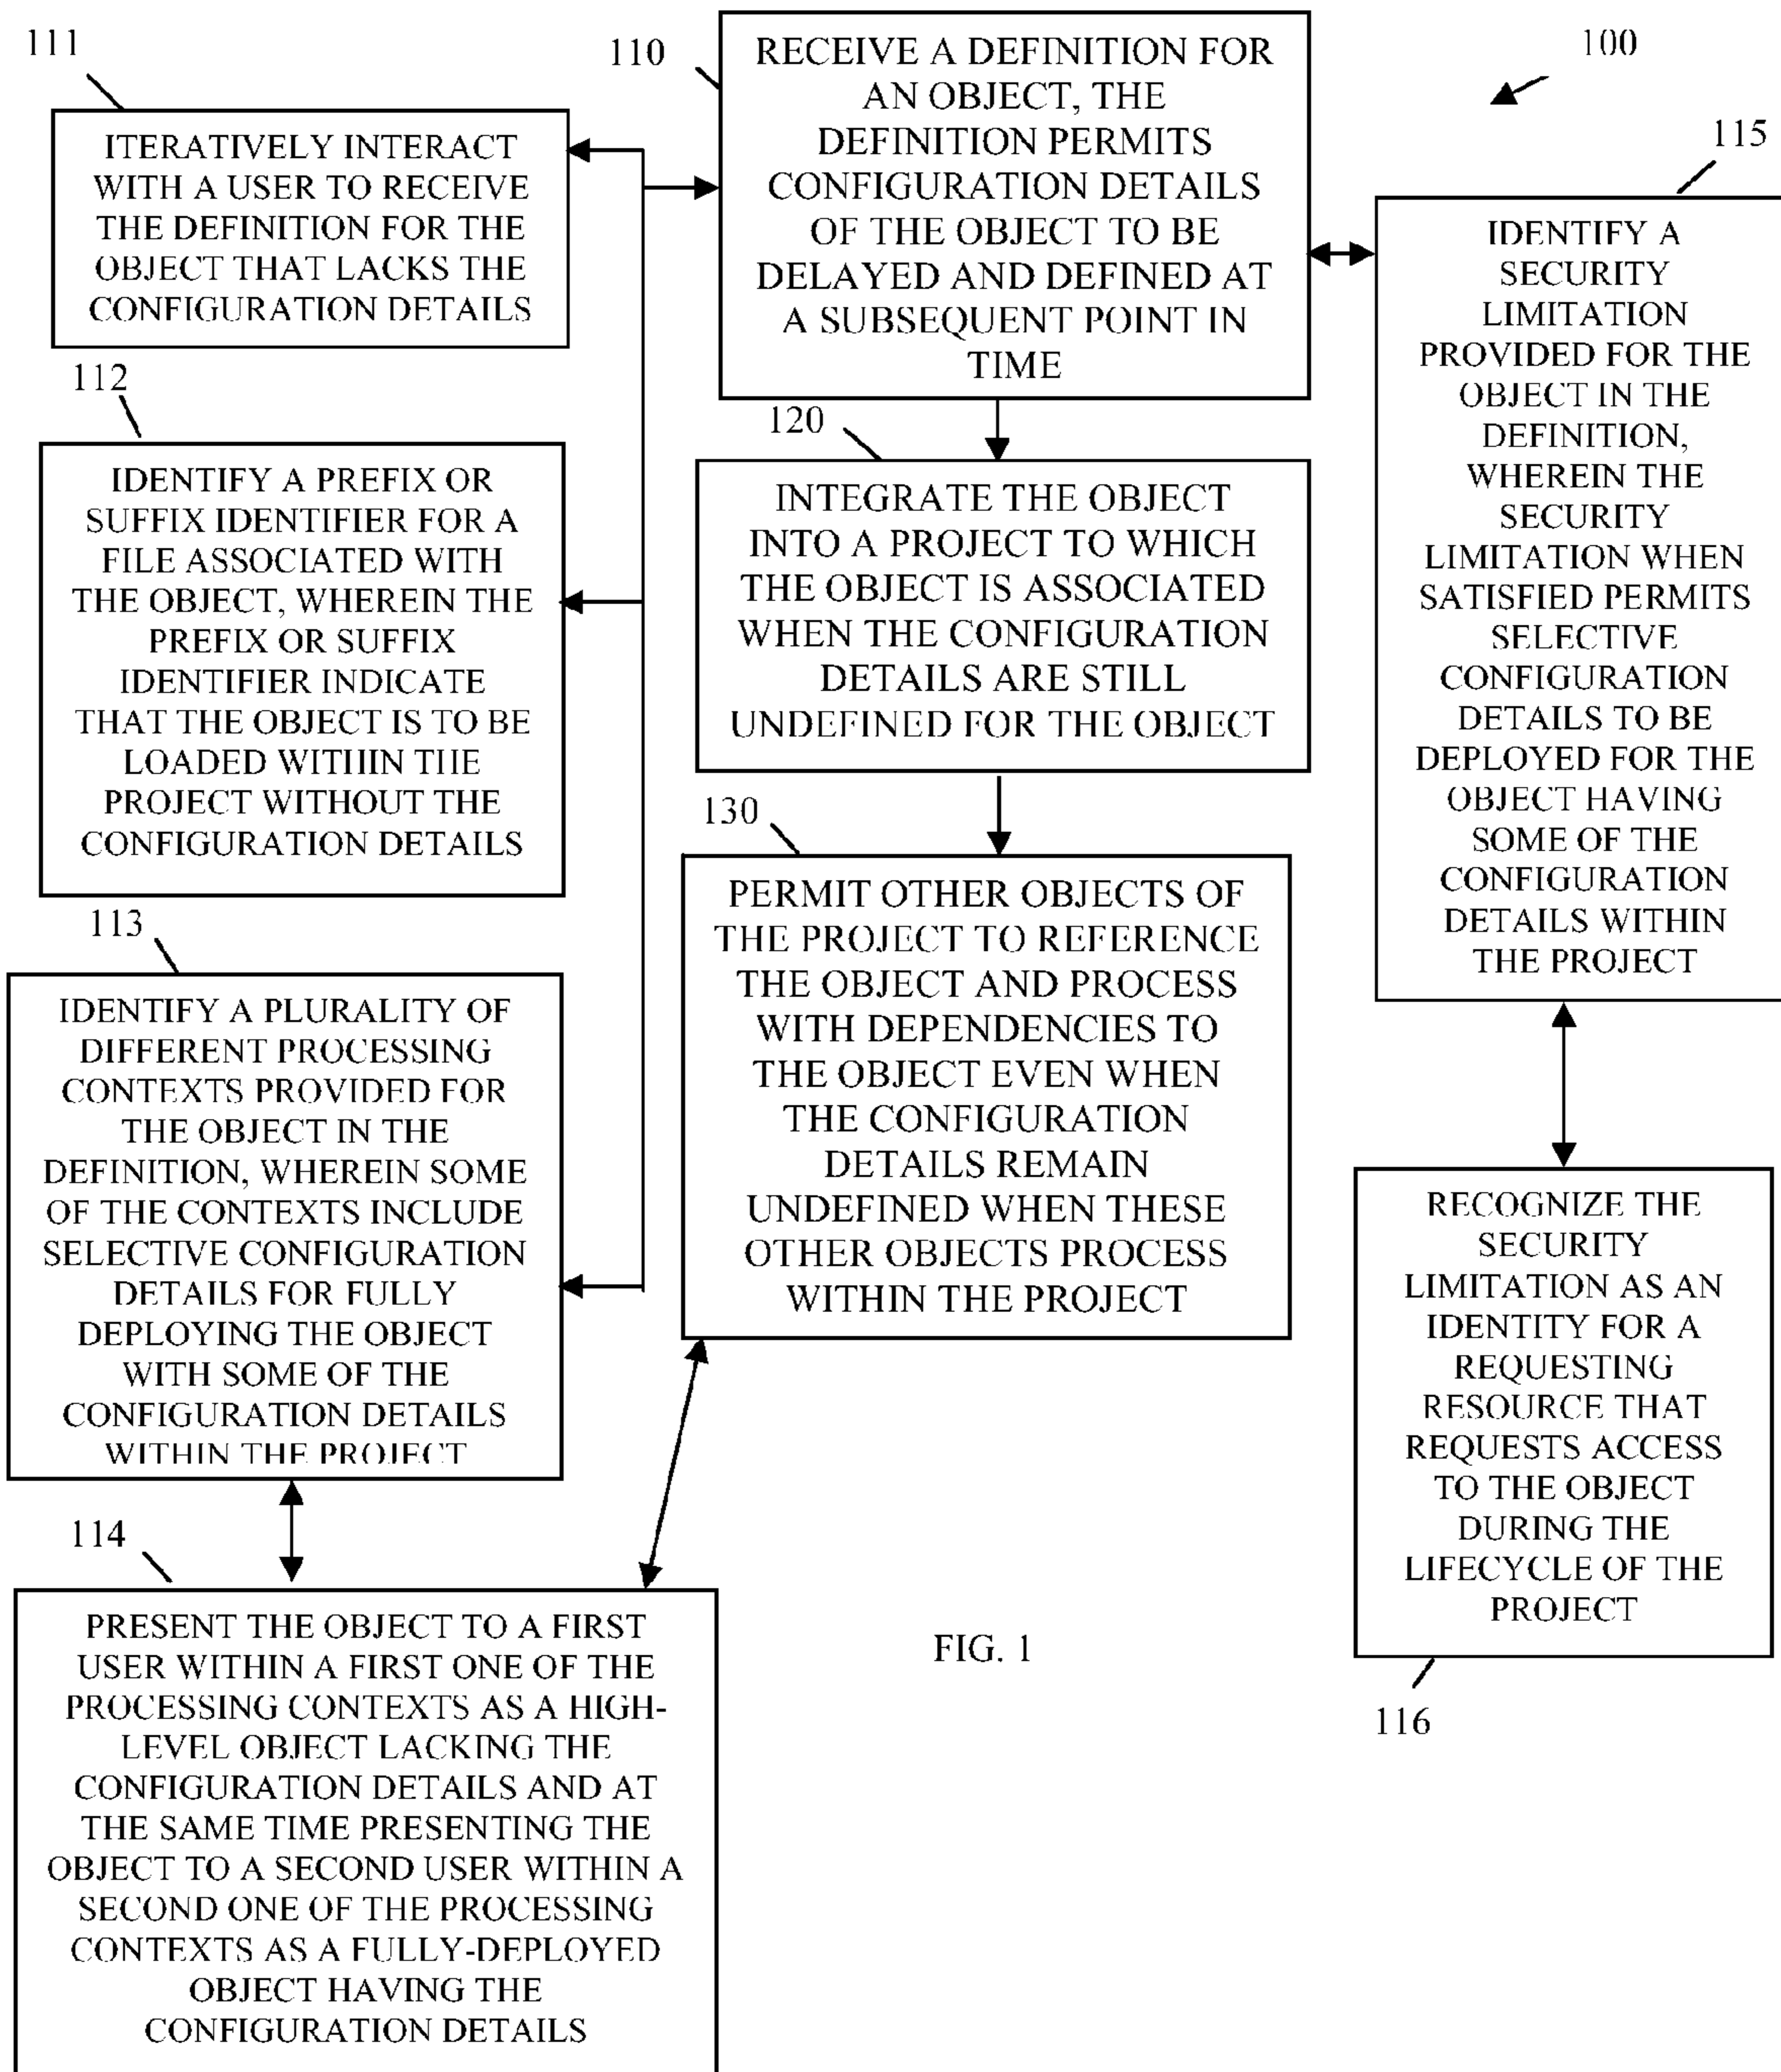 100
110
RECEIVE A DEFINITION FOR
AN OBJECT, THE
DEFINITION PERMITS
CONFIGURATION DETAILS
OF THE OBJECT TO BE
DELAYED AND DEFINED AT
A SUBSEQUENT POINT IN
TIME
111
ITERATIVELY INTERACT
WITH A USER TO RECEIVE
THE DEFINITION FOR THE
OBJECT THAT LACKS THE
CONFIGURATION DETAILS
112
IDENTIFY A PREFIX OR
SUFFIX IDENTIFIER FOR A
FILE ASSOCIATED WITH
THE OBJECT, WHEREIN THE
PREFIX OR SUFFIX
IDENTIFIER INDICATE
THAT THE OBJECT IS TO BE
LOADED WITHIN THE
PROJECT WITHOUT THE
CONFIGURATION DETAILS
113
IDENTIFY A PLURALITY OF
DIFFERENT PROCESSING
CONTEXTS PROVIDED FOR
THE OBJECT IN THE
DEFINITION, WHEREIN SOME
OF THE CONTEXTS INCLUDE
SELECTIVE CONFIGURATION
DETAILS FOR FULLY
DEPLOYING THE OBJECT
WITH SOME OF THE
CONFIGURATION DETAILS
WITHIN THE PROJECT
114
PRESENT THE OBJECT TO A FIRST
USER WITHIN A FIRST ONE OF THE
PROCESSING CONTEXTS AS A HIGH-
LEVEL OBJECT LACKING THE
CONFIGURATION DETAILS AND AT
THE SAME TIME PRESENTING THE
OBJECT TO A SECOND USER WITHIN A
SECOND ONE OF THE PROCESSING
CONTEXTS AS A FULLY-DEPLOYED
OBJECT HAVING THE
CONFIGURATION DETAILS
120
INTEGRATE THE OBJECT
INTO A PROJECT TO WHICH
THE OBJECT IS ASSOCIATED
WHEN THE CONFIGURATION
DETAILS ARE STILL
UNDEFINED FOR THE OBJECT
130
PERMIT OTHER OBJECTS OF
THE PROJECT TO REFERENCE
THE OBJECT AND PROCESS
WITH DEPENDENCIES TO
THE OBJECT EVEN WHEN
THE CONFIGURATION
DETAILS REMAIN
UNDEFINED WHEN THESE
OTHER OBJECTS PROCESS
WITHIN THE PROJECT
115
IDENTIFY A
SECURITY
LIMITATION
PROVIDED FOR THE
OBJECT IN THE
DEFINITION,
WHEREIN THE
SECURITY
LIMITATION WHEN
SATISFIED PERMITS
SELECTIVE
CONFIGURATION
DETAILS TO BE
DEPLOYED FOR THE
OBJECT HAVING
SOME OF THE
CONFIGURATION
DETAILS WITHIN
THE PROJECT
RECOGNIZE THE
SECURITY
LIMITATION AS AN
IDENTITY FOR A
REQUESTING
RESOURCE THAT
REQUESTS ACCESS
TO THE OBJECT
DURING THE
LIFECYCLE OF THE
PROJECT
116
FIG. 1